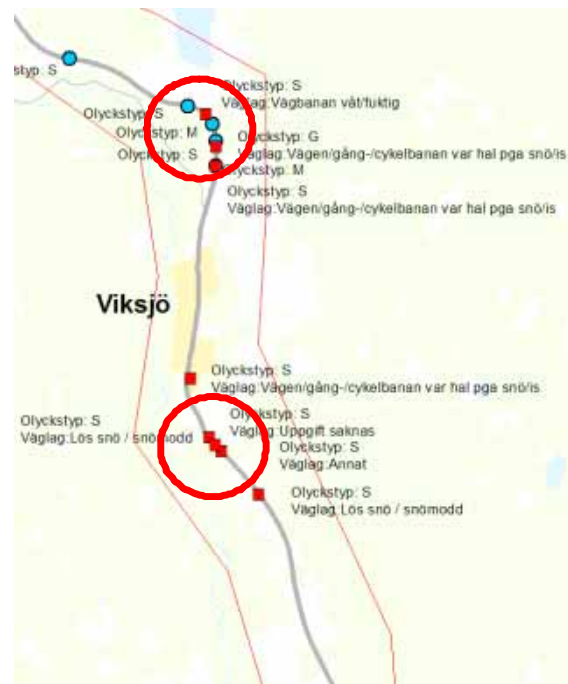 styp: S
Olyckstyp: S
Väglag:Vägbanan våt/fuktig
Olyckstyp: S
Olyckstyp: M
Olyckstyp: G
Väglag:Vägen/gång-/cykelbanan var hal pga snö/is
Olyckstyp: S
Olyckstyp: M
Olyckstyp: S
Väglag:Vägen/gång-/cykelbanan var hal pga snö/is
Viksjö
Olyckstyp: S
Väglag:Vägen/gång-/cykelbanan var hal pga snö/is
Olyckstyp: S
Väglag:Uppgift saknas
Olyckstyp: S
Väglag:Lös snö / snömodd
Olyckstyp: S
Väglag:Annat
Olyckstyp: S
Väglag:Lös snö / snömodd